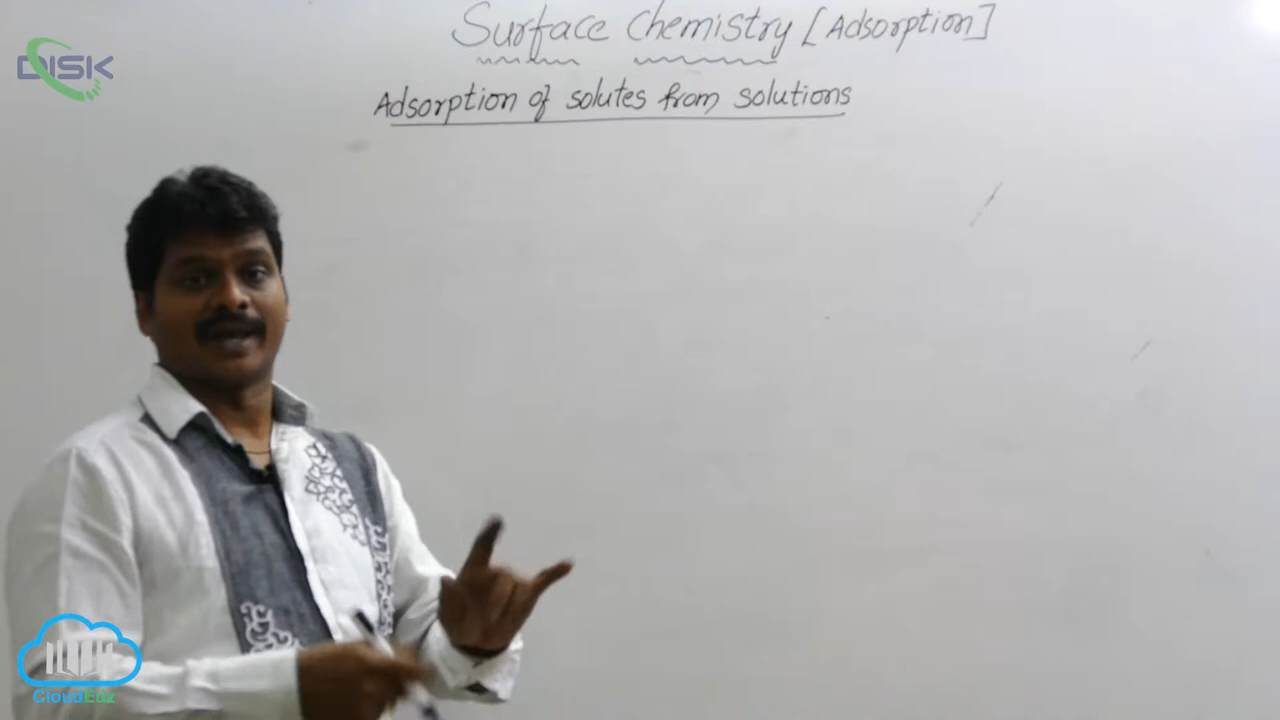 Surface Chemistry [Adsorption]
DISK
Adsorption of solutes from solutions
CloudEdz